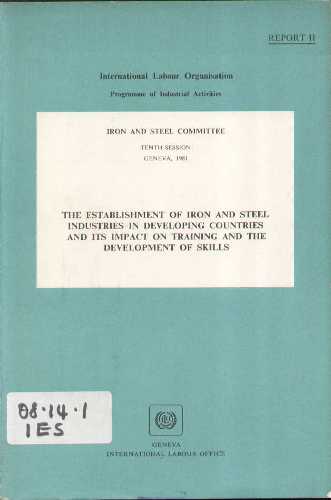 REPORT II
International Labour Organisation
Programme of Industrial Activities
IRON AND STEEL COMMITTEE
TENTH SESSION
GENEVA, 1981
THE ESTABLISHMENT OF IRON AND STEEL
INDUSTRIES IN DEVELOPING COUNTRIES
AND ITS IMPACT ON TRAINING AND THE
DEVELOPMENT OF SKILLS
08.14.1
IES
GENEVA
INTERNATIONAL LABOUR OFFICE